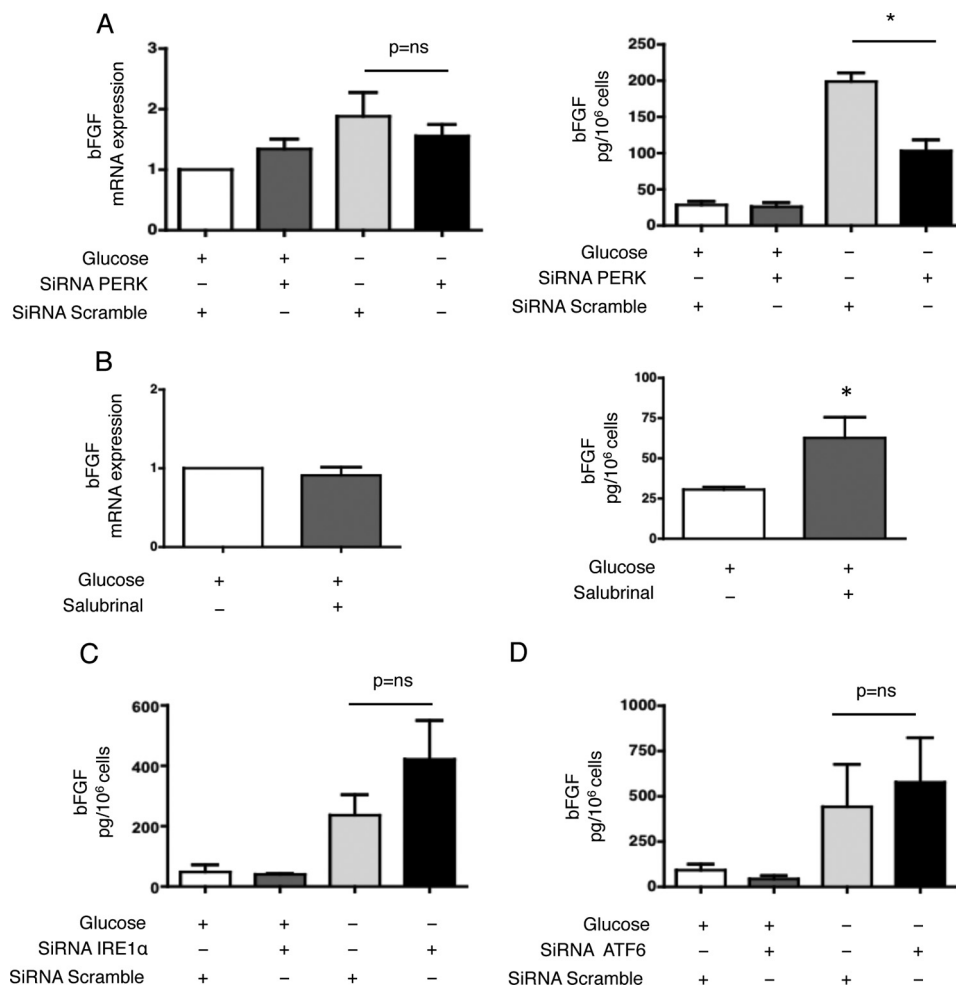 A
bFGF
mRNA expression
3
2
1
0
p=ns
Glucose + + – –
SiRNA PERK – + – +
SiRNA Scramble + – + –
bFGF
pg/10⁶ cells
250
200
150
100
50
0
*
Glucose + + – –
SiRNA PERK – + – +
SiRNA Scramble + – + –
B
bFGF
mRNA expression
2
1
0
Glucose + +
Salubrinal – +
bFGF
pg/10⁶ cells
100
75
50
25
0
*
Glucose + +
Salubrinal – +
C
bFGF
pg/10⁶ cells
600
400
200
0
p=ns
Glucose + + – –
SiRNA IRE1α – + – +
SiRNA Scramble + – + –
D
bFGF
pg/10⁶ cells
1000
750
500
250
0
p=ns
Glucose + + – –
SiRNA ATF6 – + – +
SiRNA Scramble + – + –